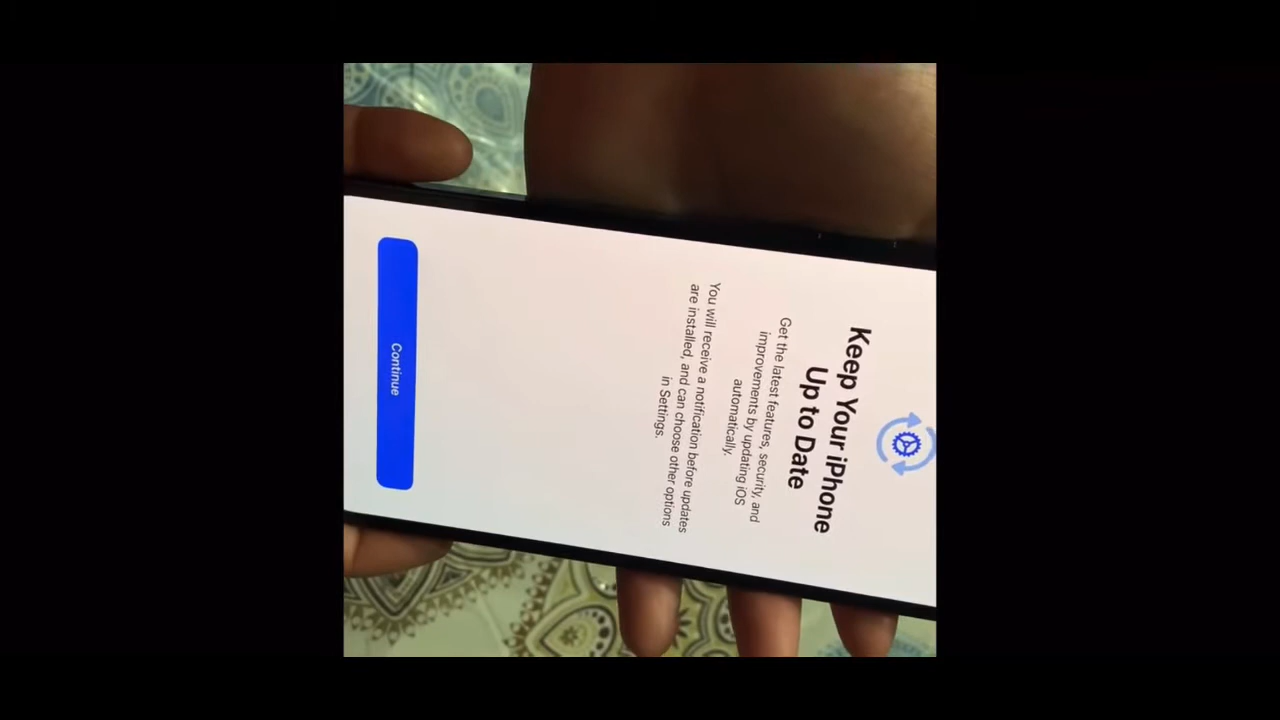 Keep Your iPhone
Up to Date
Get the latest features, security, and
improvements by updating iOS
automatically.
You will receive a notification before updates
are installed, and can choose other options
in Settings.
Continue